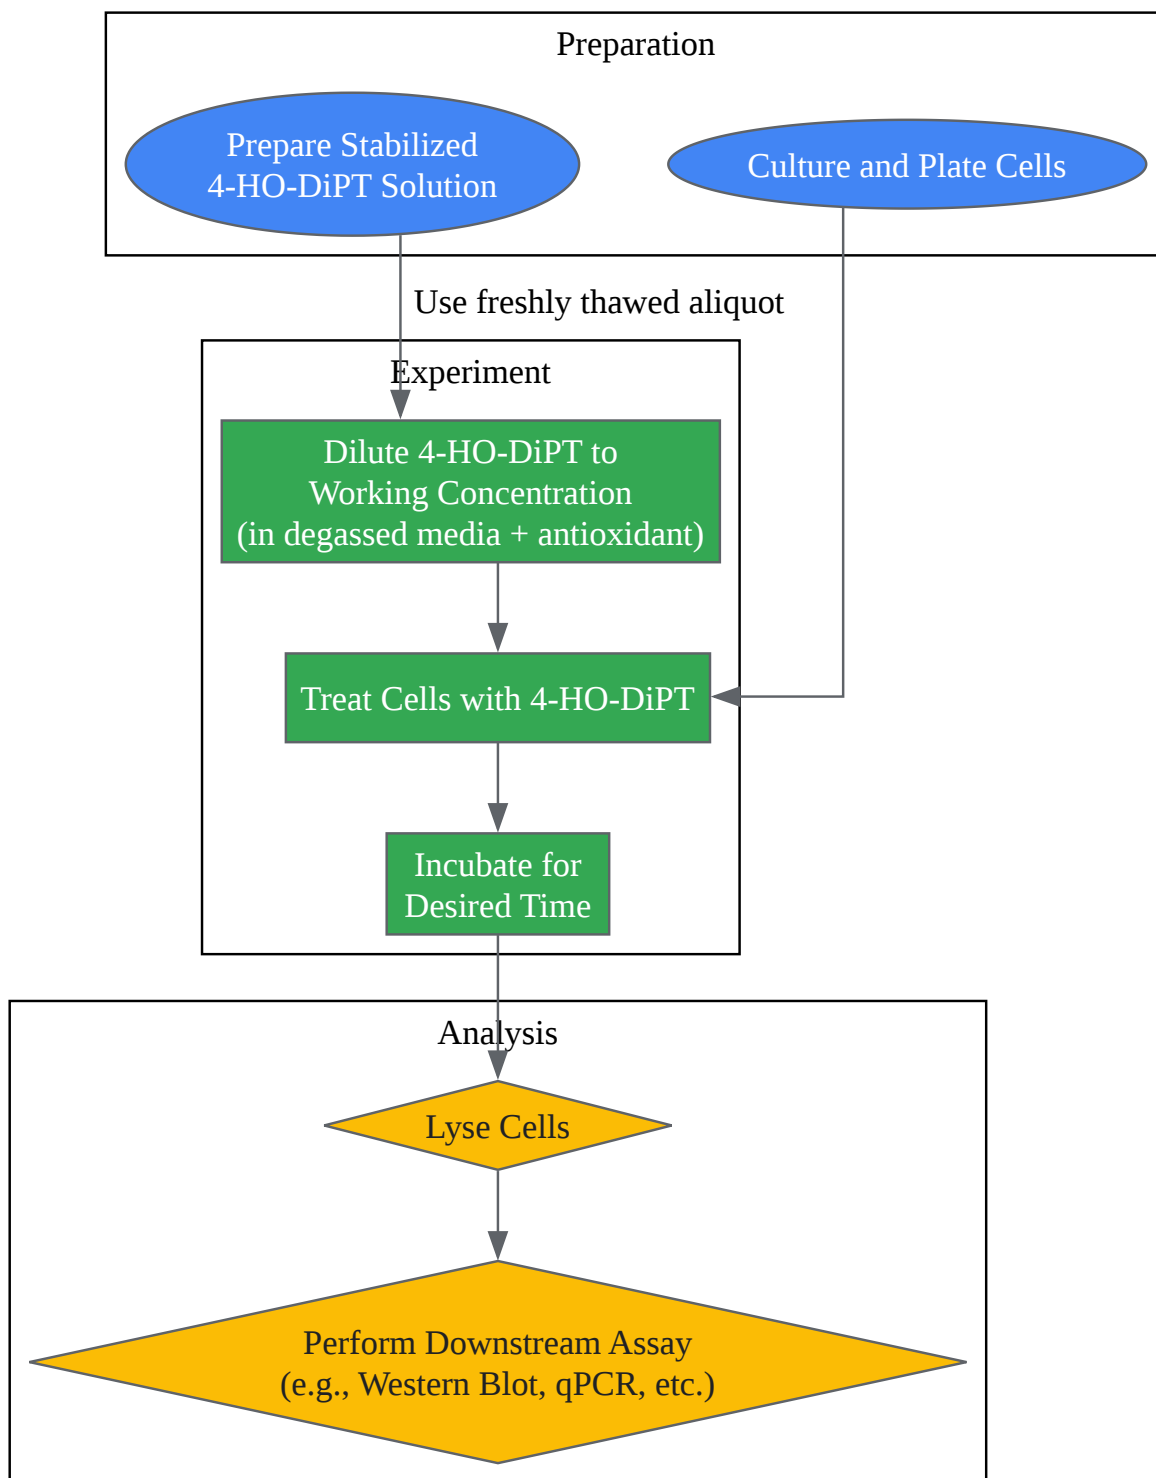 Preparation
Prepare Stabilized
4-HO-DiPT Solution
Culture and Plate Cells
Use freshly thawed aliquot
Experiment
Dilute 4-HO-DiPT to
Working Concentration
(in degassed media + antioxidant)
Treat Cells with 4-HO-DiPT
Incubate for
Desired Time
Analysis
Lyse Cells
Perform Downstream Assay
(e.g., Western Blot, qPCR, etc.)